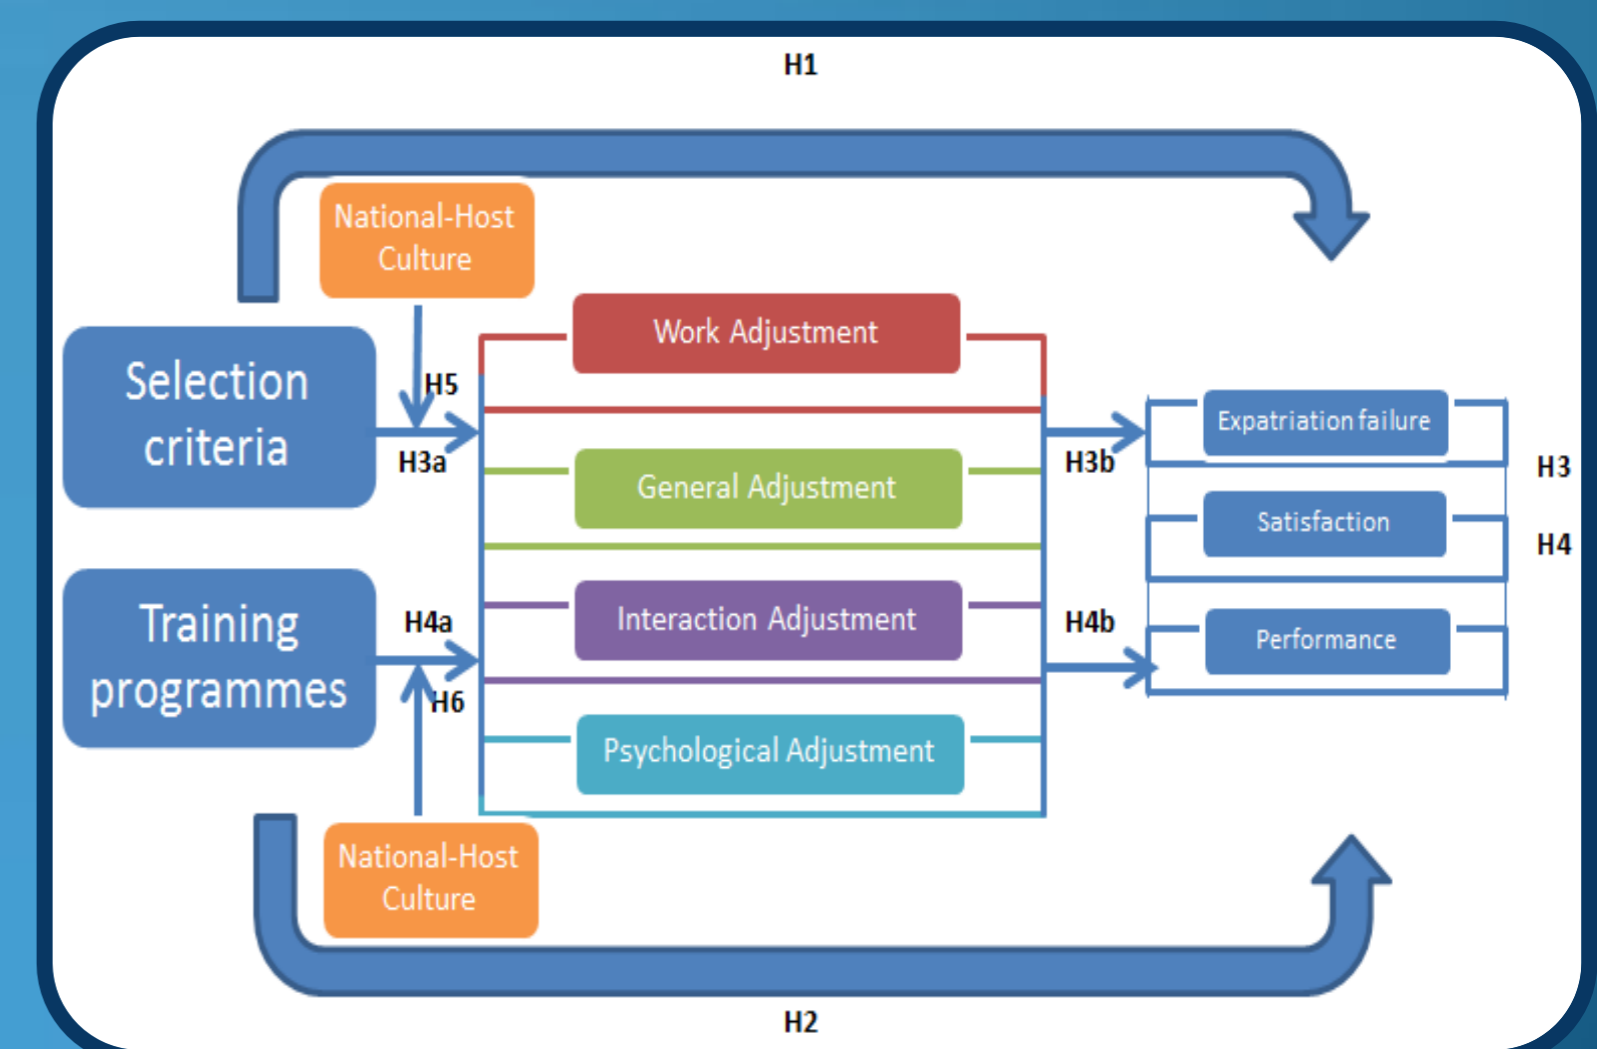 H1
National-Host
Culture
Work Adjustment
Selection
criteria
H5
H3a
H3b
Expatriation failure
H3
General Adjustment
Satisfaction
H4
Training
programmes
H4a
H6
Interaction Adjustment
H4b
Performance
Psychological Adjustment
National-Host
Culture
H2